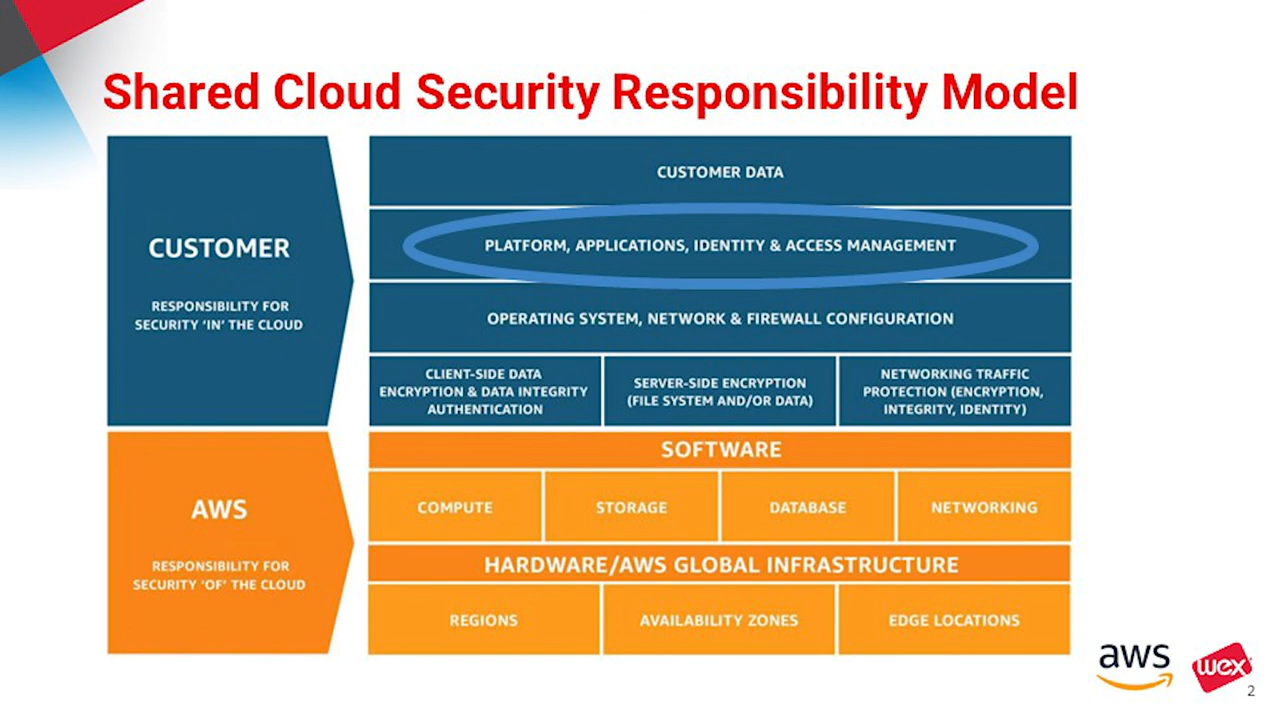 Shared Cloud Security Responsibility Model
CUSTOMER
RESPONSIBILITY FOR
SECURITY ‘IN’ THE CLOUD
CUSTOMER DATA
PLATFORM, APPLICATIONS, IDENTITY & ACCESS MANAGEMENT
OPERATING SYSTEM, NETWORK & FIREWALL CONFIGURATION
CLIENT-SIDE DATA
ENCRYPTION & DATA INTEGRITY
AUTHENTICATION
SERVER-SIDE ENCRYPTION
(FILE SYSTEM AND/OR DATA)
NETWORKING TRAFFIC
PROTECTION (ENCRYPTION,
INTEGRITY, IDENTITY)
AWS
RESPONSIBILITY FOR
SECURITY 'OF' THE CLOUD
SOFTWARE
COMPUTE
STORAGE
DATABASE
NETWORKING
HARDWARE/AWS GLOBAL INFRASTRUCTURE
REGIONS
AVAILABILITY ZONES
EDGE LOCATIONS
aws
wex
2